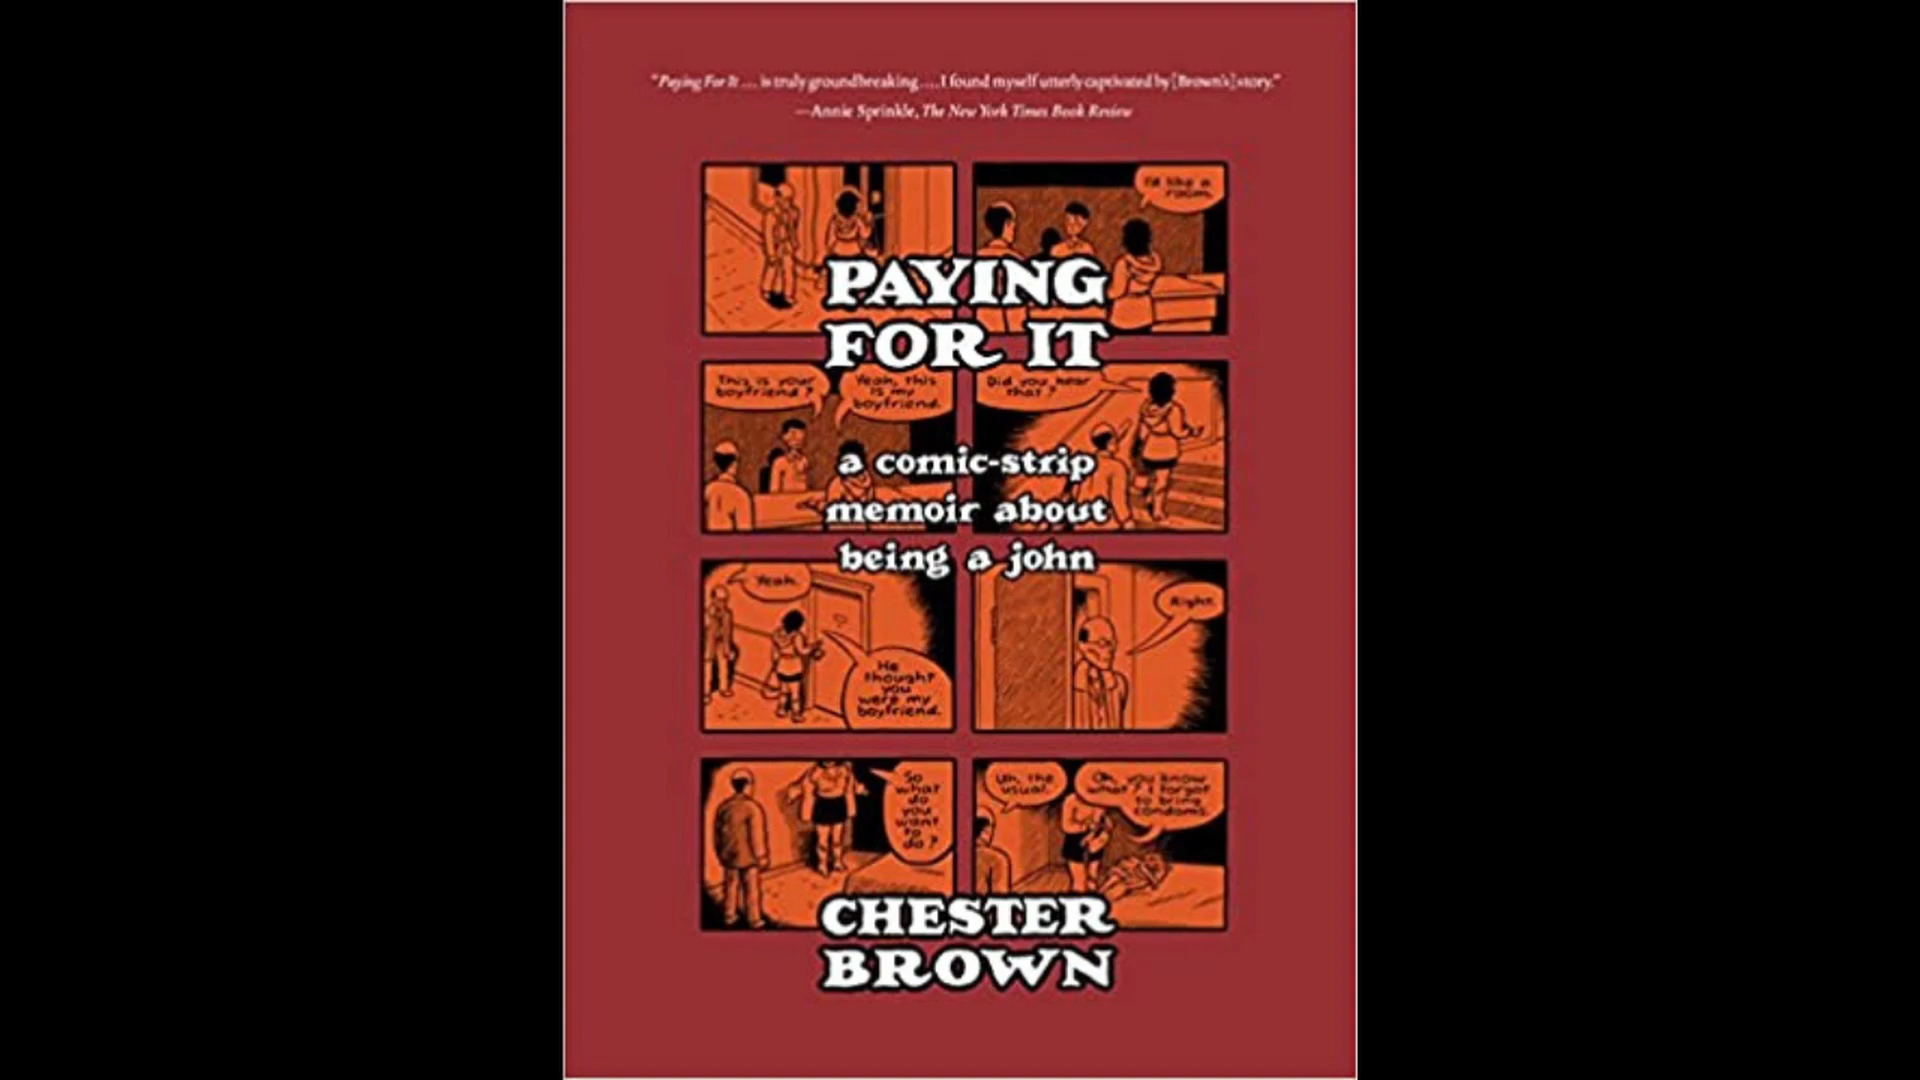 "Paying For It ... is truly groundbreaking....I found myself utterly captivated by [Brown's] story."
—Annie Sprinkle, The New York Times Book Review
I'd like a
room.
PAYING
FOR IT
This is your
boyfriend?
Yeah, this
is my
boyfriend.
Did you hear
that?
a comic-strip
memoir about
being a john
Yeah.
He
thought
you
were my
boyfriend.
Right.
So
what
do
you
want
to
do?
Uh, the
usual.
Oh, you know
what? I forgot
to bring
condoms.
CHESTER
BROWN